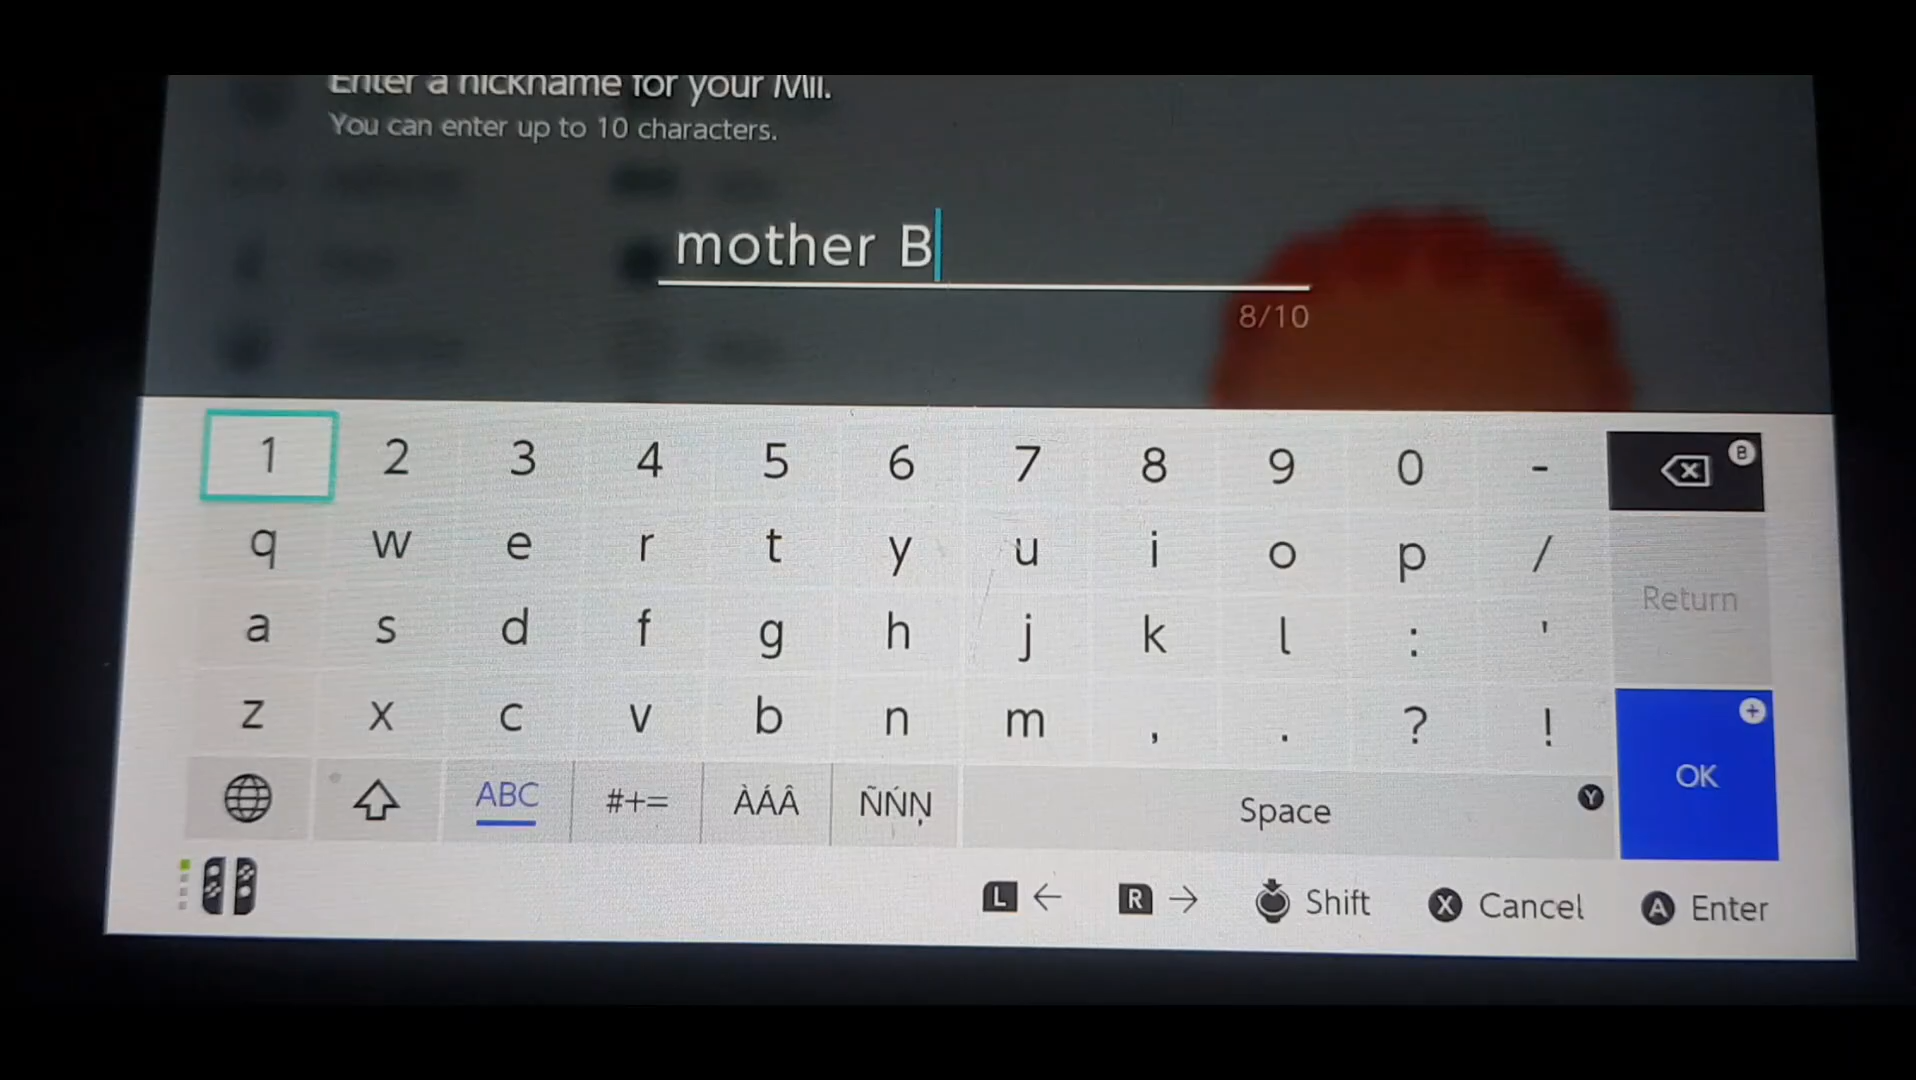 Enter a nickname for your Mii.
You can enter up to 10 characters.
mother B
8/10
1 2 3 4 5 6 7 8 9 0 - B
q w e r t y u i o p /
Return
a s d f g h j k l : '
z x c v b n m , . ? !
+
OK
ABC #+= ÀÁÂ ÑŃŅ Space Y
L ← R → Shift X Cancel A Enter